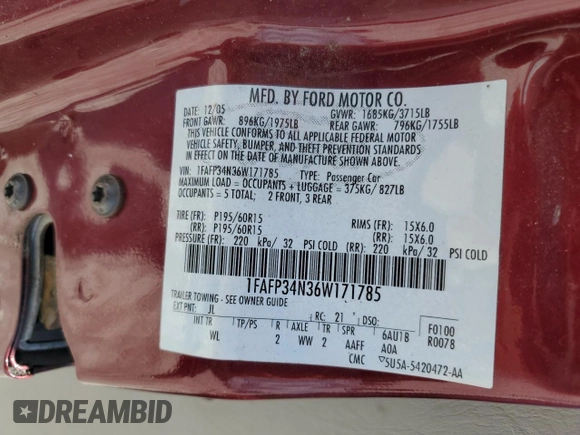 MFD. BY FORD MOTOR CO.
DATE: 12/05 GVWR: 1685KG/3715LB
FRONT GAWR: 896KG/1975LB REAR GAWR: 796KG/1755LB
THIS VEHICLE CONFORMS TO ALL APPLICABLE FEDERAL MOTOR
VEHICLE SAFETY, BUMPER, AND THEFT PREVENTION STANDARDS
IN EFFECT ON THE DATE OF MANUFACTURE SHOWN ABOVE.
VIN: 1FAFP34N36W171785 TYPE: Passenger Car
MAXIMUM LOAD = OCCUPANTS + LUGGAGE = 375KG/ 827LB
OCCUPANTS = 5 TOTAL; 2 FRONT, 3 REAR
TIRE (FR): P195/60R15 RIMS (FR): 15X6.0
(RR): P195/60R15 (RR): 15X6.0
PRESSURE (FR): 220 kPa/ 32 PSI COLD (RR): 220 kPa/ 32 PSI COLD
1FAFP34N36W171785
TRAILER TOWING - SEE OWNER GUIDE
EXT PNT: JL RC: 21 DSO: F0100
INT TR TP/PS R AXLE TR SPR 6AU1B R0078
WL 2 WW 2 AAFF A0A
CMC 5U5A-5420472-AA
DREAMBID